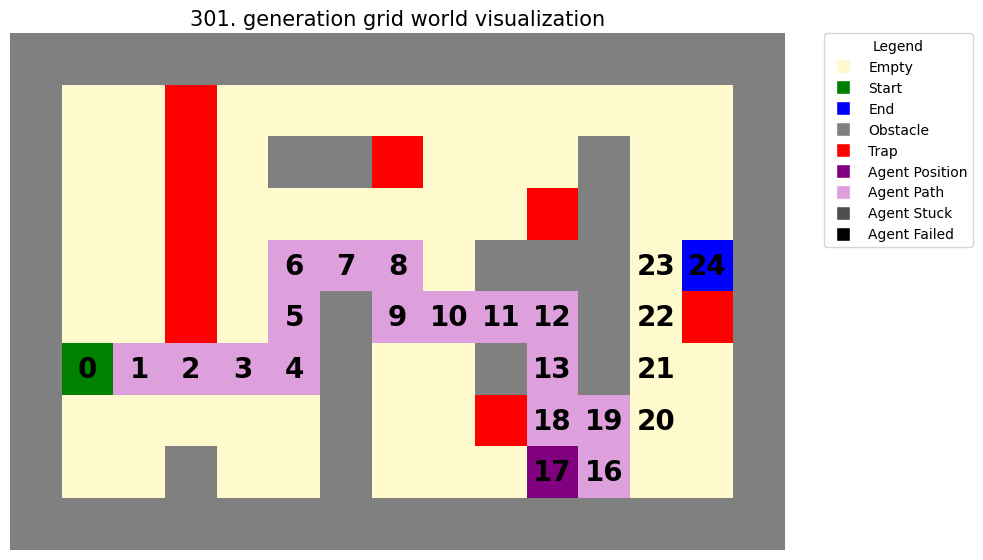 301. generation grid world visualization
Legend
Empty
Start
End
Obstacle
Trap
Agent Position
Agent Path
Agent Stuck
Agent Failed
6 7 8 23 24
5 9 10 11 12 22
0 1 2 3 4 13 21
18 19 20
17 16